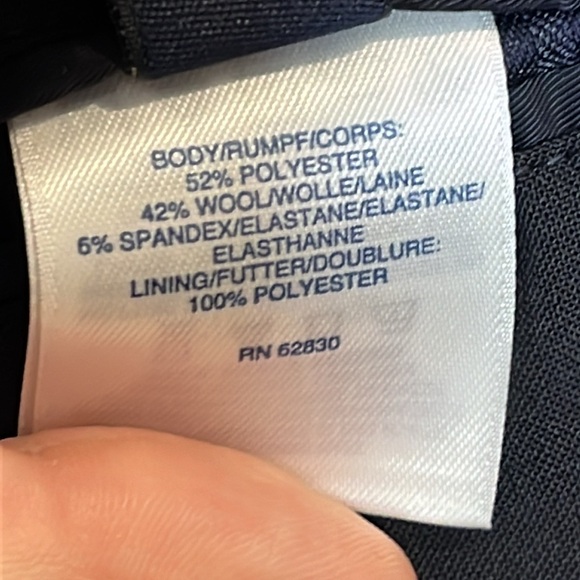 BODY/RUMPF/CORPS:
52% POLYESTER
42% WOOL/WOLLE/LAINE
6% SPANDEX/ELASTANE/ELASTANE/
ELASTHANNE
LINING/FUTTER/DOUBLURE:
100% POLYESTER
RN 62830